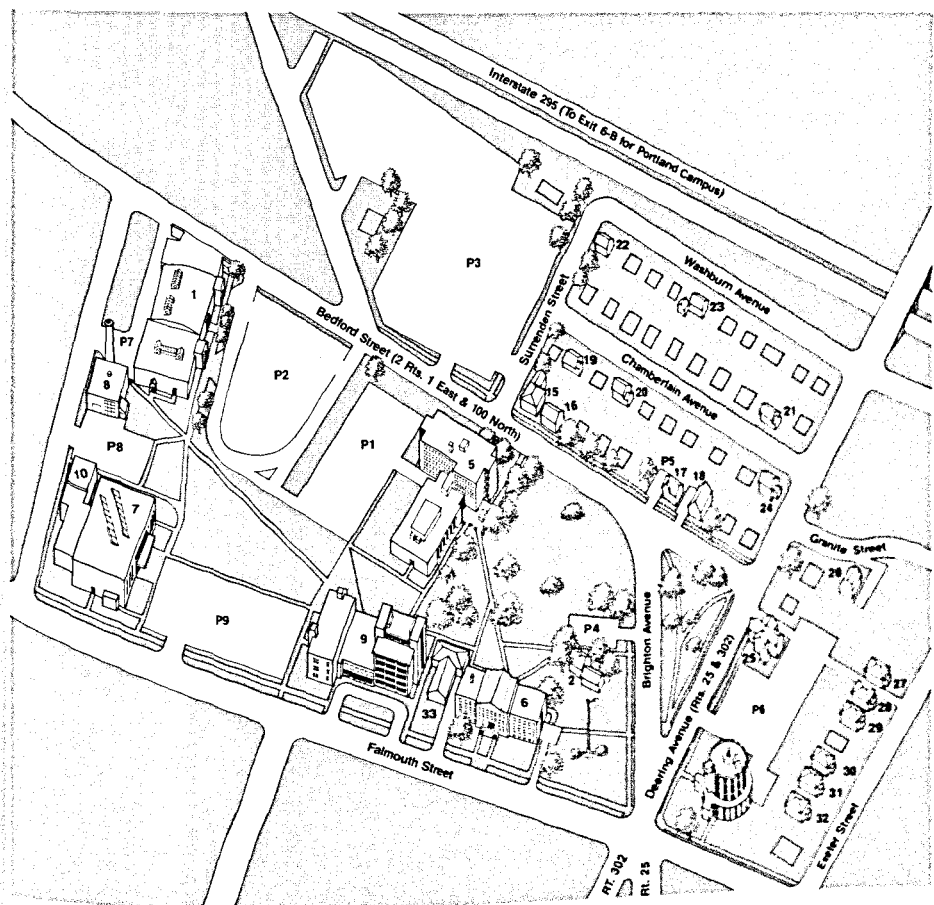 Interstate 295 (To Exit 6-B for Portland Campus)
22
Washburn Avenue
P3
23
1
Surrenden Street
Bedford Street (2 Rts. 1 East & 100 North)
P7
Chamberlain Avenue
19
P2
8
20
15
16
21
P1
5
P8
P5
17
18
10
24
7
Granite Street
26
P4
P9
9
25
Brighton Avenue
2
27
6
28
33
P6
29
Deering Avenue (Rts. 25 & 302)
Falmouth Street
30
31
32
Exeter Street
RT. 302
Rt. 25